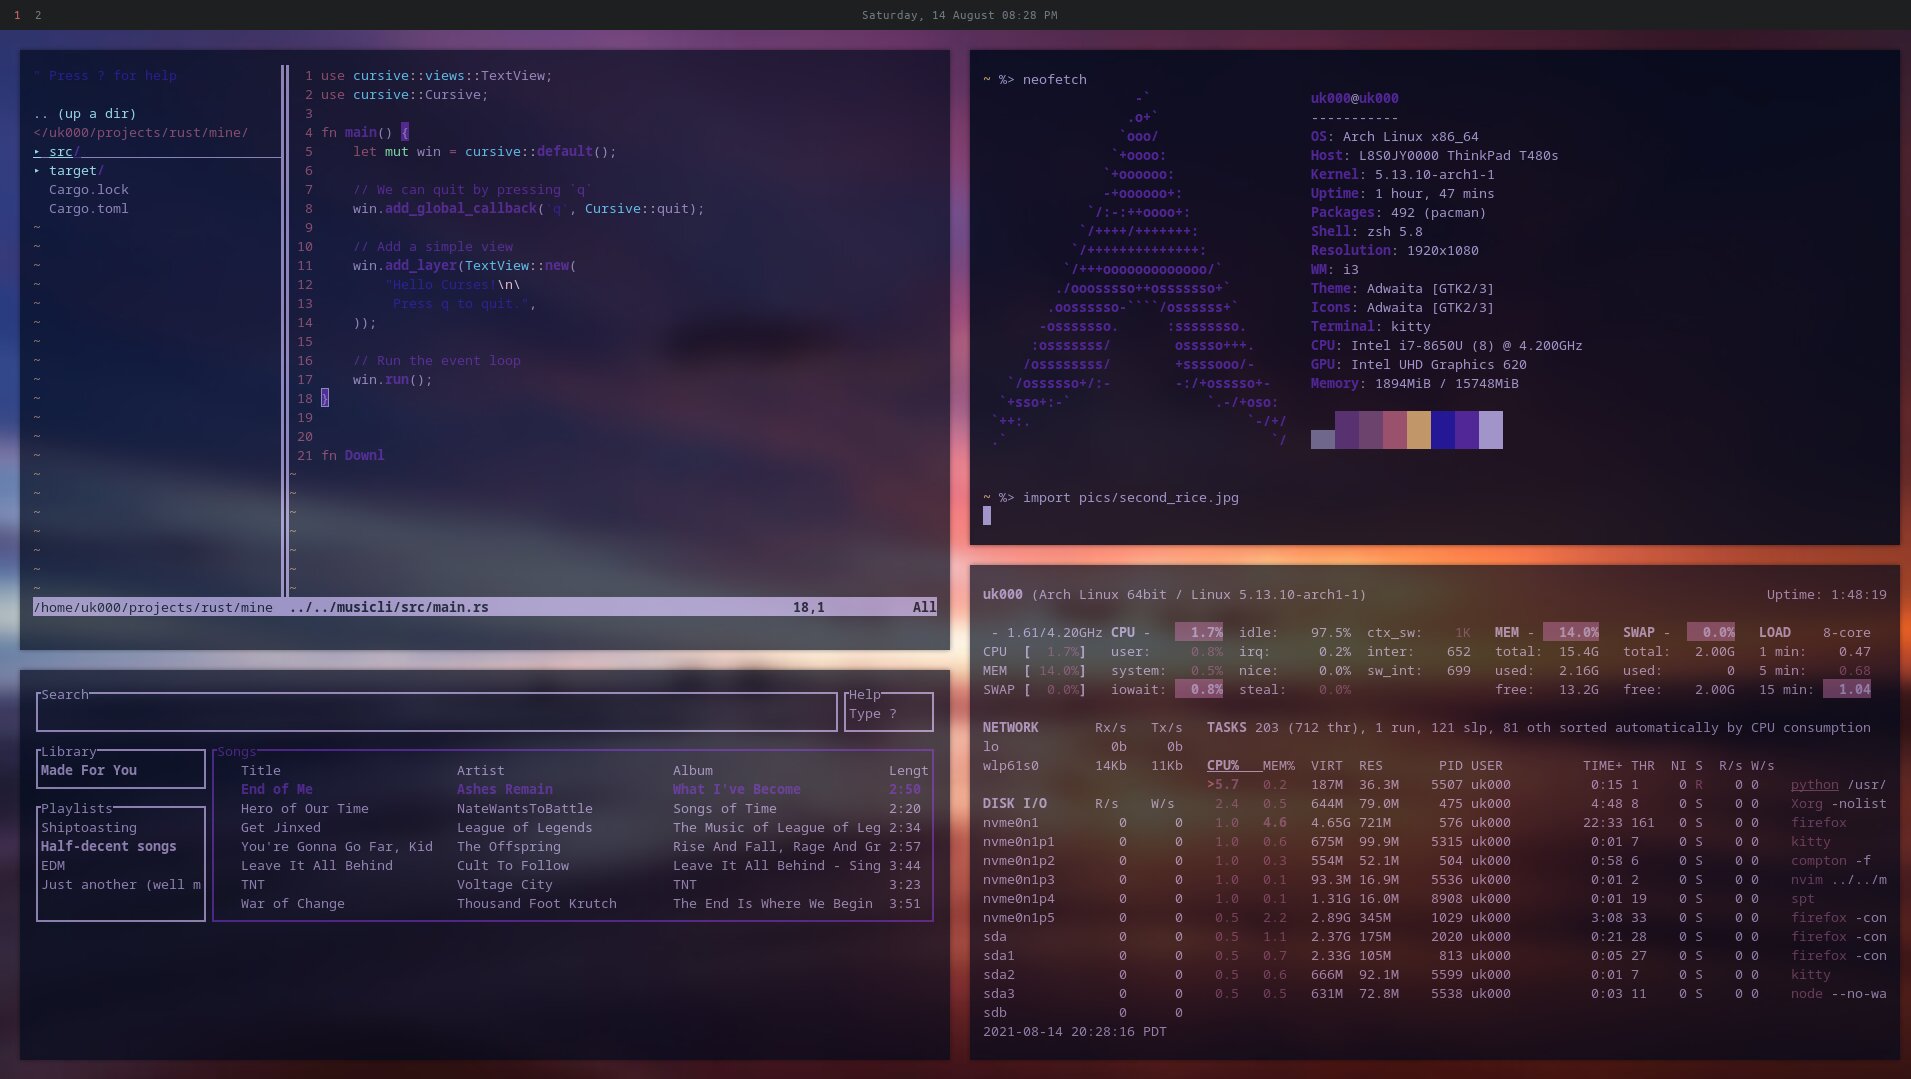 1 2
Saturday, 14 August 08:28 PM
" Press ? for help
.. (up a dir)
</uk000/projects/rust/mine/
▸ src/
▸ target/
Cargo.lock
Cargo.toml
1 use cursive::views::TextView;
2 use cursive::Cursive;
3
4 fn main() {
5     let mut win = cursive::default();
6
7     // We can quit by pressing `q`
8     win.add_global_callback(`q`, Cursive::quit);
9
10     // Add a simple view
11     win.add_layer(TextView::new(
12         "Hello Curses!\n\
13          Press q to quit.",
14     ));
15
16     // Run the event loop
17     win.run();
18 }
19
20
21 fn Downl
/home/uk000/projects/rust/mine  ../../musicli/src/main.rs  18,1  All
Search
Help
Type ?
Library
Made For You
Playlists
Shiptoasting
Half-decent songs
EDM
Just another (well m
Songs
Title  Artist  Album  Lengt
End of Me  Ashes Remain  What I've Become  2:50
Hero of Our Time  NateWantsToBattle  Songs of Time  2:20
Get Jinxed  League of Legends  The Music of League of Leg  2:34
You're Gonna Go Far, Kid  The Offspring  Rise And Fall, Rage And Gr  2:57
Leave It All Behind  Cult To Follow  Leave It All Behind - Sing  3:44
TNT  Voltage City  TNT  3:23
War of Change  Thousand Foot Krutch  The End Is Where We Begin  3:51
~ %> neofetch
uk000@uk000
-----------
OS: Arch Linux x86_64
Host: L8S0JY0000 ThinkPad T480s
Kernel: 5.13.10-arch1-1
Uptime: 1 hour, 47 mins
Packages: 492 (pacman)
Shell: zsh 5.8
Resolution: 1920x1080
WM: i3
Theme: Adwaita [GTK2/3]
Icons: Adwaita [GTK2/3]
Terminal: kitty
CPU: Intel i7-8650U (8) @ 4.200GHz
GPU: Intel UHD Graphics 620
Memory: 1894MiB / 15748MiB
~ %> import pics/second_rice.jpg
uk000 (Arch Linux 64bit / Linux 5.13.10-arch1-1)  Uptime: 1:48:19
- 1.61/4.20GHz  CPU -  1.7%  idle:  97.5%  ctx_sw:  1K  MEM -  14.0%  SWAP -  0.0%  LOAD  8-core
CPU  [  1.7%]  user:  0.8%  irq:  0.2%  inter:  652  total:  15.4G  total:  2.00G  1 min:  0.47
MEM  [ 14.0%]  system:  0.5%  nice:  0.0%  sw_int:  699  used:  2.16G  used:  0  5 min:  0.68
SWAP [  0.0%]  iowait:  0.8%  steal:  0.0%  free:  13.2G  free:  2.00G  15 min:  1.04
NETWORK  Rx/s  Tx/s  TASKS 203 (712 thr), 1 run, 121 slp, 81 oth sorted automatically by CPU consumption
lo  0b  0b
wlp61s0  14Kb  11Kb  CPU%  MEM%  VIRT  RES  PID USER  TIME+ THR  NI S  R/s W/s
>5.7  0.2  187M  36.3M  5507 uk000  0:15 1  0 R  0 0  python /usr/
DISK I/O  R/s  W/s  2.4  0.5  644M  79.0M  475 uk000  4:48 8  0 S  0 0  Xorg -nolist
nvme0n1  0  0  1.0  4.6  4.65G 721M  576 uk000  22:33 161  0 S  0 0  firefox
nvme0n1p1  0  0  1.0  0.6  675M  99.9M  5315 uk000  0:01 7  0 S  0 0  kitty
nvme0n1p2  0  0  1.0  0.3  554M  52.1M  504 uk000  0:58 6  0 S  0 0  compton -f
nvme0n1p3  0  0  1.0  0.1  93.3M 16.9M  5536 uk000  0:01 2  0 S  0 0  nvim ../../m
nvme0n1p4  0  0  1.0  0.1  1.31G 16.0M  8908 uk000  0:01 19  0 S  0 0  spt
nvme0n1p5  0  0  0.5  2.2  2.89G 345M  1029 uk000  3:08 33  0 S  0 0  firefox -con
sda  0  0  0.5  1.1  2.37G 175M  2020 uk000  0:21 28  0 S  0 0  firefox -con
sda1  0  0  0.5  0.7  2.33G 105M  813 uk000  0:05 27  0 S  0 0  firefox -con
sda2  0  0  0.5  0.6  666M  92.1M  5599 uk000  0:01 7  0 S  0 0  kitty
sda3  0  0  0.5  0.5  631M  72.8M  5538 uk000  0:03 11  0 S  0 0  node --no-wa
sdb  0  0
2021-08-14 20:28:16 PDT